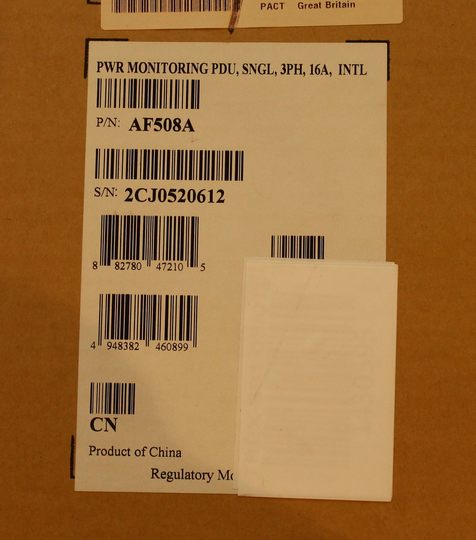 PACT Great Britain
PWR MONITORING PDU, SNGL, 3PH, 16A, INTL
P/N: AF508A
S/N: 2CJ0520612
8 82780 47210 5
4 948382 460899
CN
Product of China
Regulatory